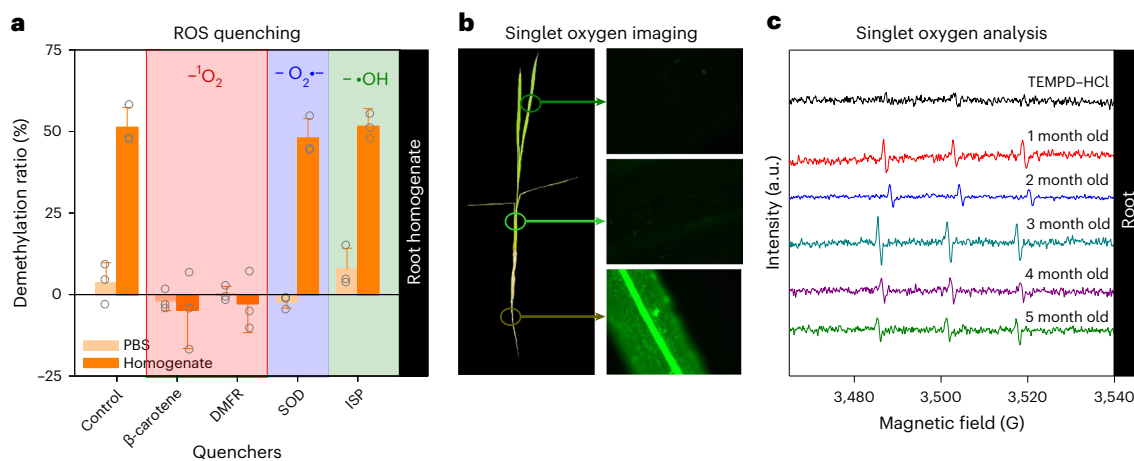 a
ROS quenching
Demethylation ratio (%)
75
50
25
0
−25
−¹O₂
− O₂•−
− •OH
Root homogenate
PBS
Homogenate
Control
β-carotene
DMFR
SOD
ISP
Quenchers
b
Singlet oxygen imaging
c
Singlet oxygen analysis
Intensity (a.u.)
TEMPD–HCl
1 month old
2 month old
3 month old
4 month old
5 month old
Root
3,480
3,500
3,520
3,540
Magnetic field (G)